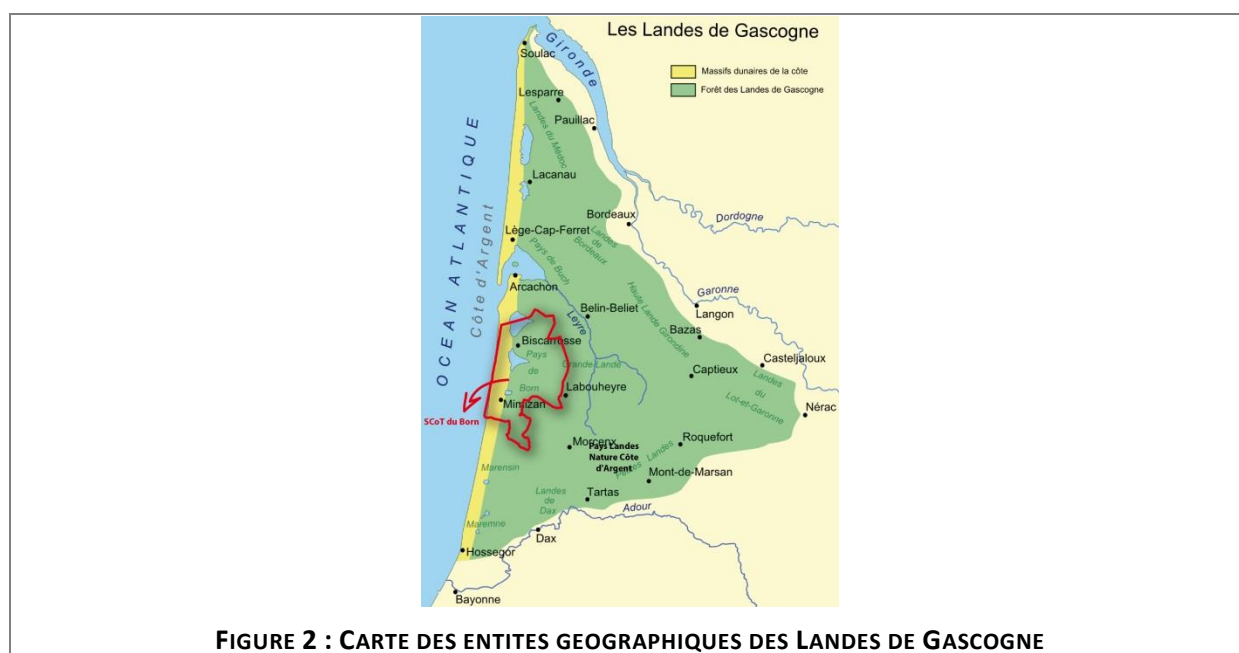 Les Landes de Gascogne
Massifs dunaires de la côte
Forêt des Landes de Gascogne
Gironde
Soulac
Lesparre
Pauillac
Landes du Médoc
Lacanau
OCEAN ATLANTIQUE
Côte d'Argent
Bordeaux
Dordogne
Lège-Cap-Ferret
Landes
de
Bordeaux
Pays de Buch
Arcachon
Garonne
Langon
Belin-Beliet
Leyre
Haute Lande Girondine
Bazas
Biscarrosse
Pays
de
Born
Grande Lande
Casteljaloux
Captieux
Landes
du
Lot-et-Garonne
Labouheyre
Mimizan
Nérac
SCoT du Born
Morcenx
Roquefort
Pays Landes
Nature Côte
d'Argent
Petites Landes
Marensin
Mont-de-Marsan
Landes
de
Dax
Tartas
Adour
Maremne
Dax
Hossegor
Bayonne
FIGURE 2 : CARTE DES ENTITES GEOGRAPHIQUES DES LANDES DE GASCOGNE